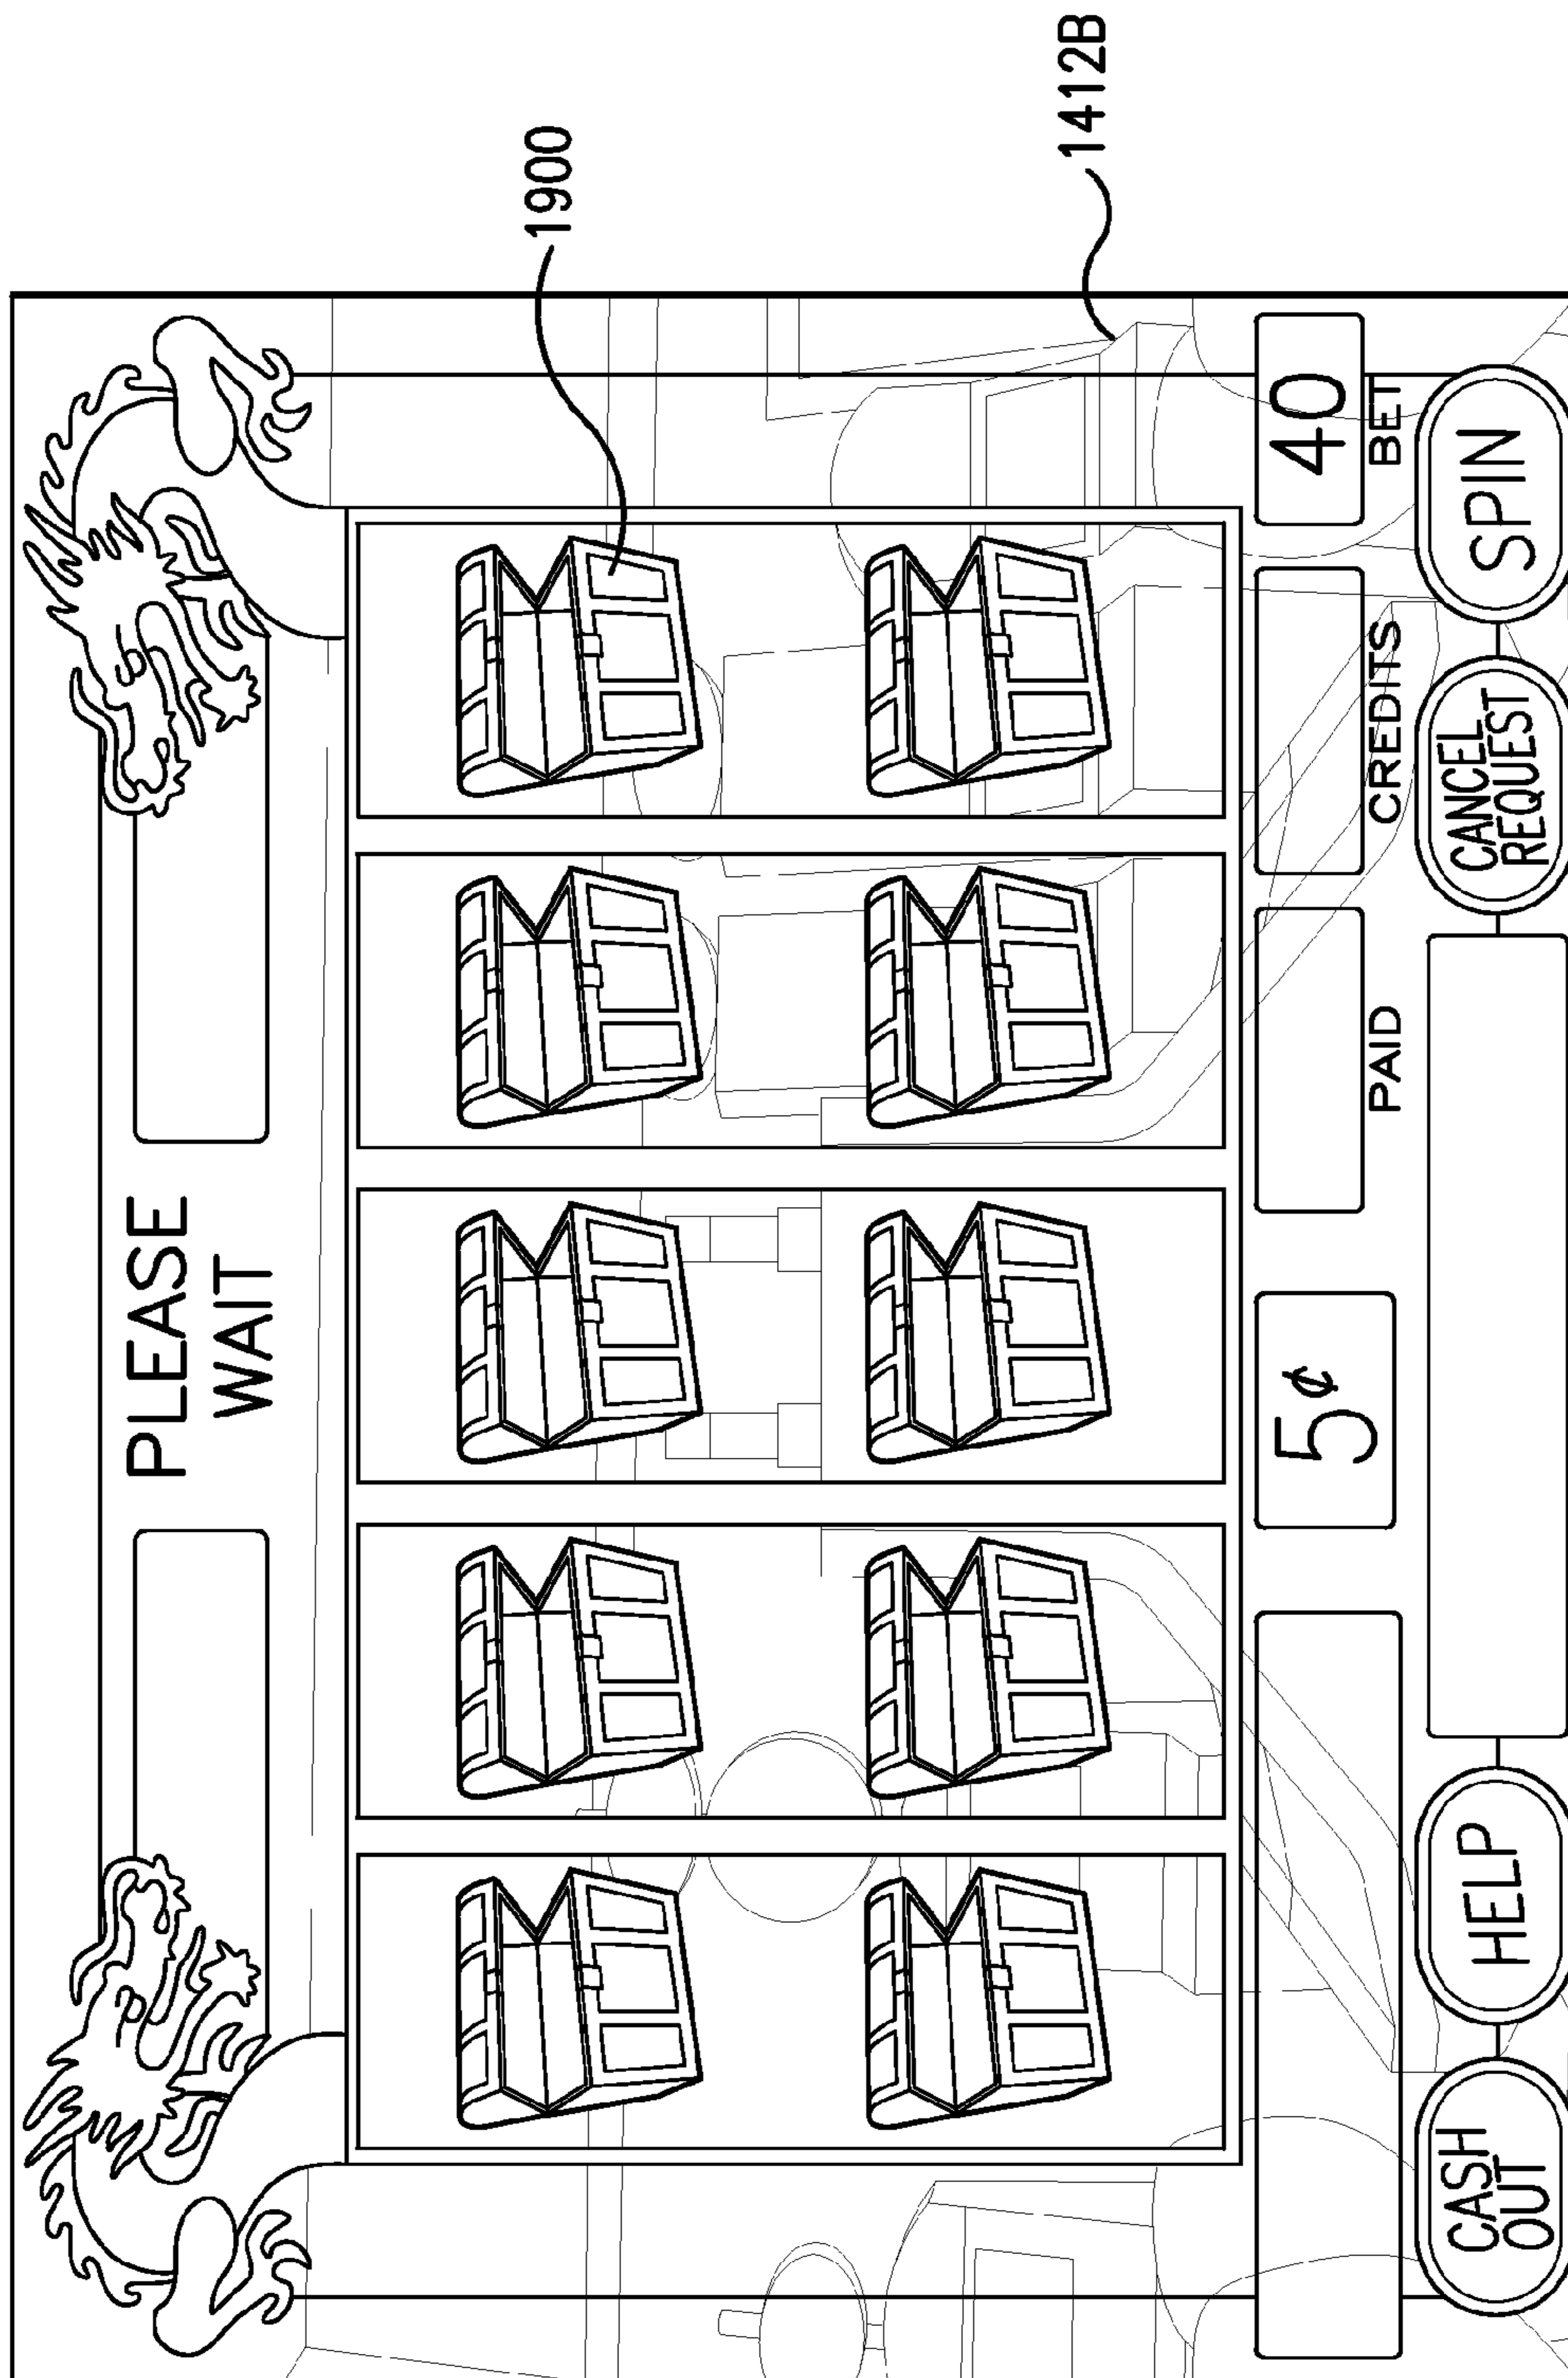 PLEASE
WAIT
1900
1412B
5¢
40
PAID
CREDITS
BET
CASH
OUT
HELP
CANCEL
REQUEST
SPIN